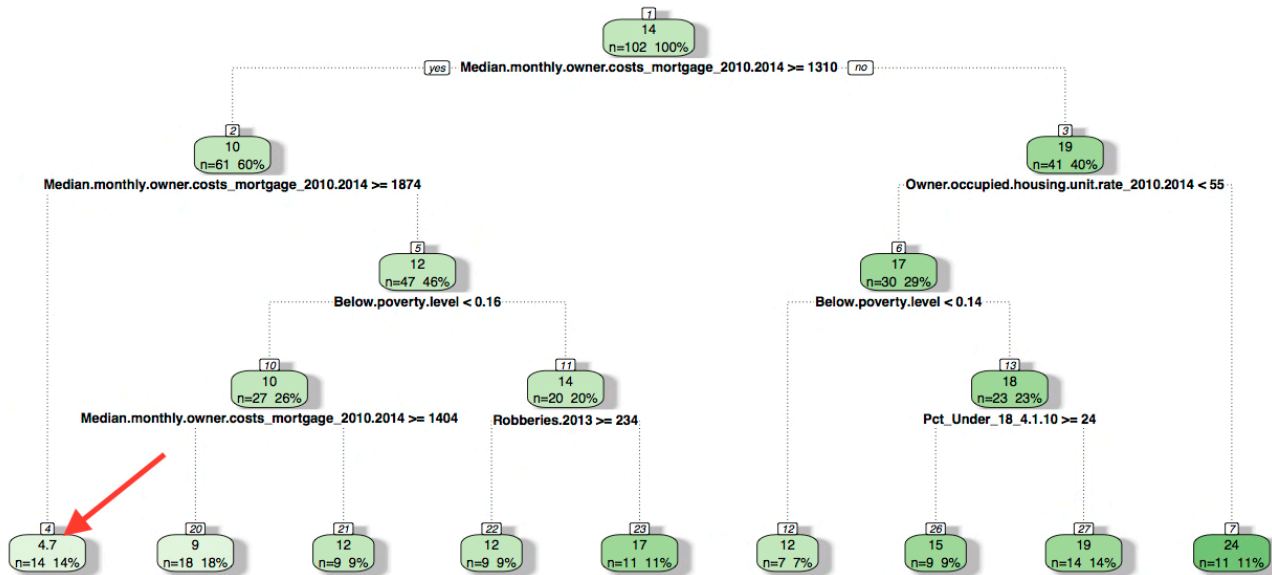 1
14
n=102 100%
yes Median.monthly.owner.costs_mortgage_2010.2014 >= 1310 no
2
10
n=61 60%
Median.monthly.owner.costs_mortgage_2010.2014 >= 1874
3
19
n=41 40%
Owner.occupied.housing.unit.rate_2010.2014 < 55
5
12
n=47 46%
Below.poverty.level < 0.16
6
17
n=30 29%
Below.poverty.level < 0.14
10
10
n=27 26%
Median.monthly.owner.costs_mortgage_2010.2014 >= 1404
11
14
n=20 20%
Robberies.2013 >= 234
13
18
n=23 23%
Pct_Under_18_4.1.10 >= 24
4
4.7
n=14 14%
20
9
n=18 18%
21
12
n=9 9%
22
12
n=9 9%
23
17
n=11 11%
12
12
n=7 7%
26
15
n=9 9%
27
19
n=14 14%
7
24
n=11 11%